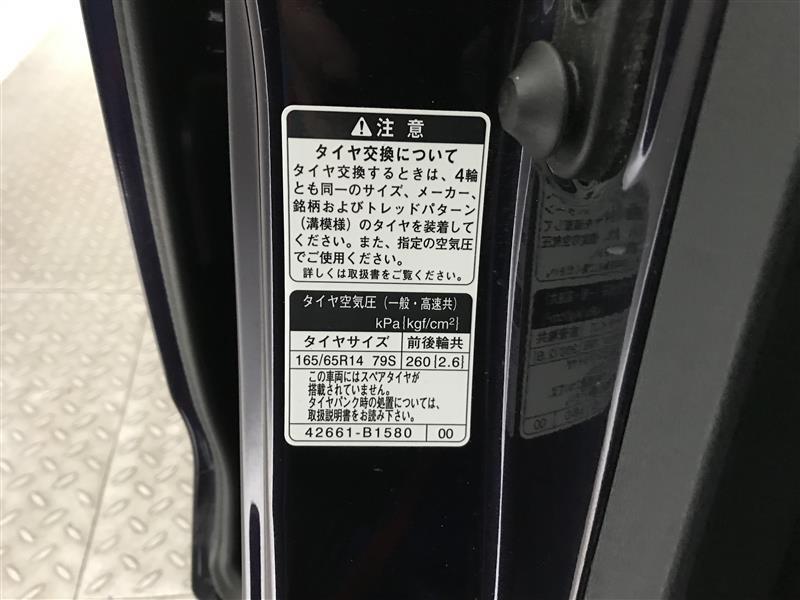 ⚠注意
タイヤ交換について
タイヤ交換するときは、4輪
とも同一のサイズ、メーカー、
銘柄およびトレッドパターン
（溝模様）のタイヤを装着して
ください。また、指定の空気圧
でご使用ください。
詳しくは取扱書をご覧ください。
タイヤ空気圧（一般・高速共）
kPa{kgf/cm²}
タイヤサイズ 前後輪共
165/65R14 79S 260{2.6}
この車両にはスペアタイヤが
搭載されていません。
タイヤパンク時の処置については、
取扱説明書をお読み下さい。
42661-B1580 00